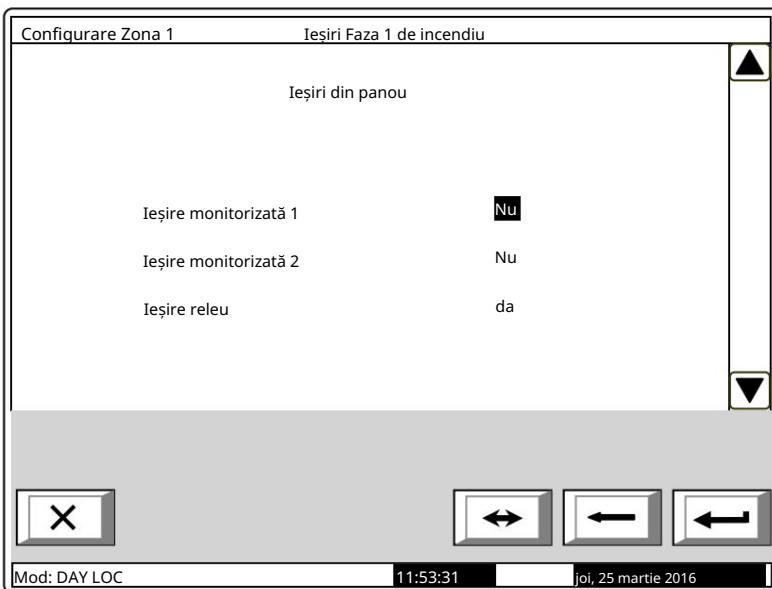 Configurare Zona 1 Ieșiri Faza 1 de incendiu
Ieșiri din panou
Ieșire monitorizată 1 Nu
Ieșire monitorizată 2 Nu
Ieșire releu da
Mod: DAY LOC 11:53:31 joi, 25 martie 2016